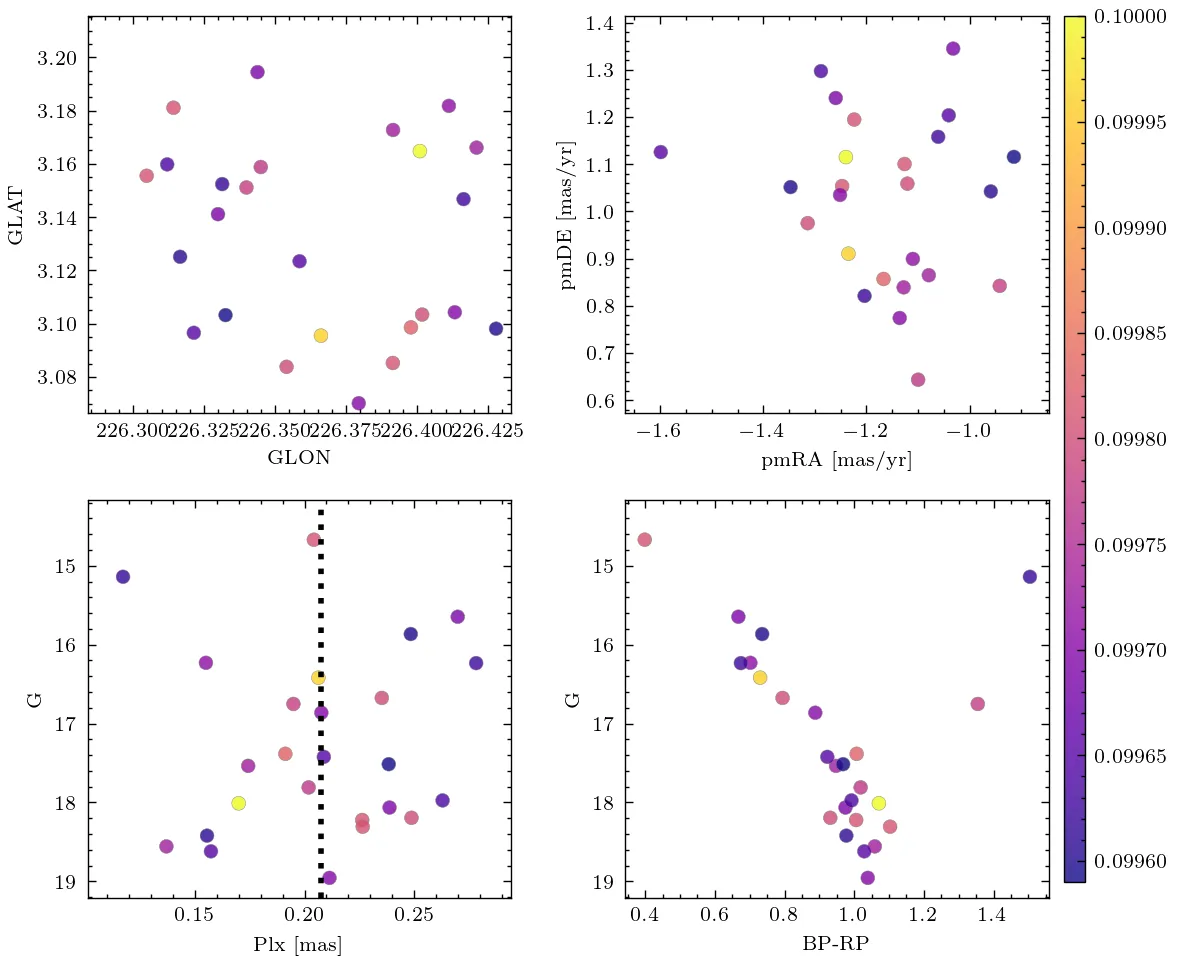 3.20
3.18
3.16
3.14
3.12
3.10
3.08
GLAT
226.300 226.325 226.350 226.375 226.400 226.425
GLON
1.4
1.3
1.2
1.1
1.0
0.9
0.8
0.7
0.6
pmDE [mas/yr]
−1.6 −1.4 −1.2 −1.0
pmRA [mas/yr]
15
16
17
18
19
G
0.15 0.20 0.25
Plx [mas]
15
16
17
18
19
G
0.4 0.6 0.8 1.0 1.2 1.4
BP-RP
0.10000
0.09995
0.09990
0.09985
0.09980
0.09975
0.09970
0.09965
0.09960